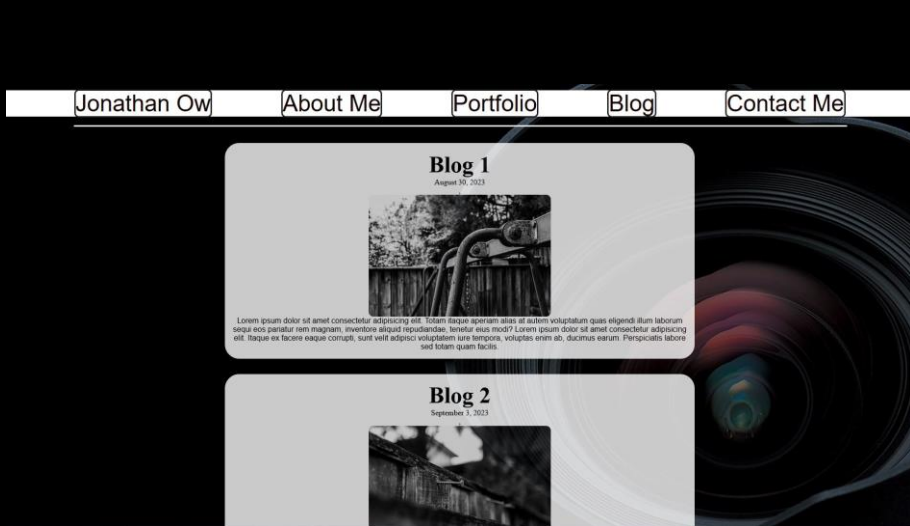 Jonathan Ow
About Me
Portfolio
Blog
Contact Me
Blog 1
August 30, 2023
Lorem ipsum dolor sit amet consectetur adipisicing elit. Totam itaque aperiam alias at autem voluptatum quas eligendi illum laborum
sequi eos pariatur rem magnam, inventore aliquid repudiandae, tenetur eius modi? Lorem ipsum dolor sit amet consectetur adipisicing
elit. Itaque ex facere eaque corrupti, sunt velit adipisci voluptatem iure tempora, voluptas enim ab, ducimus earum. Perspiciatis labore
sed totam quam facilis.
Blog 2
September 3, 2023